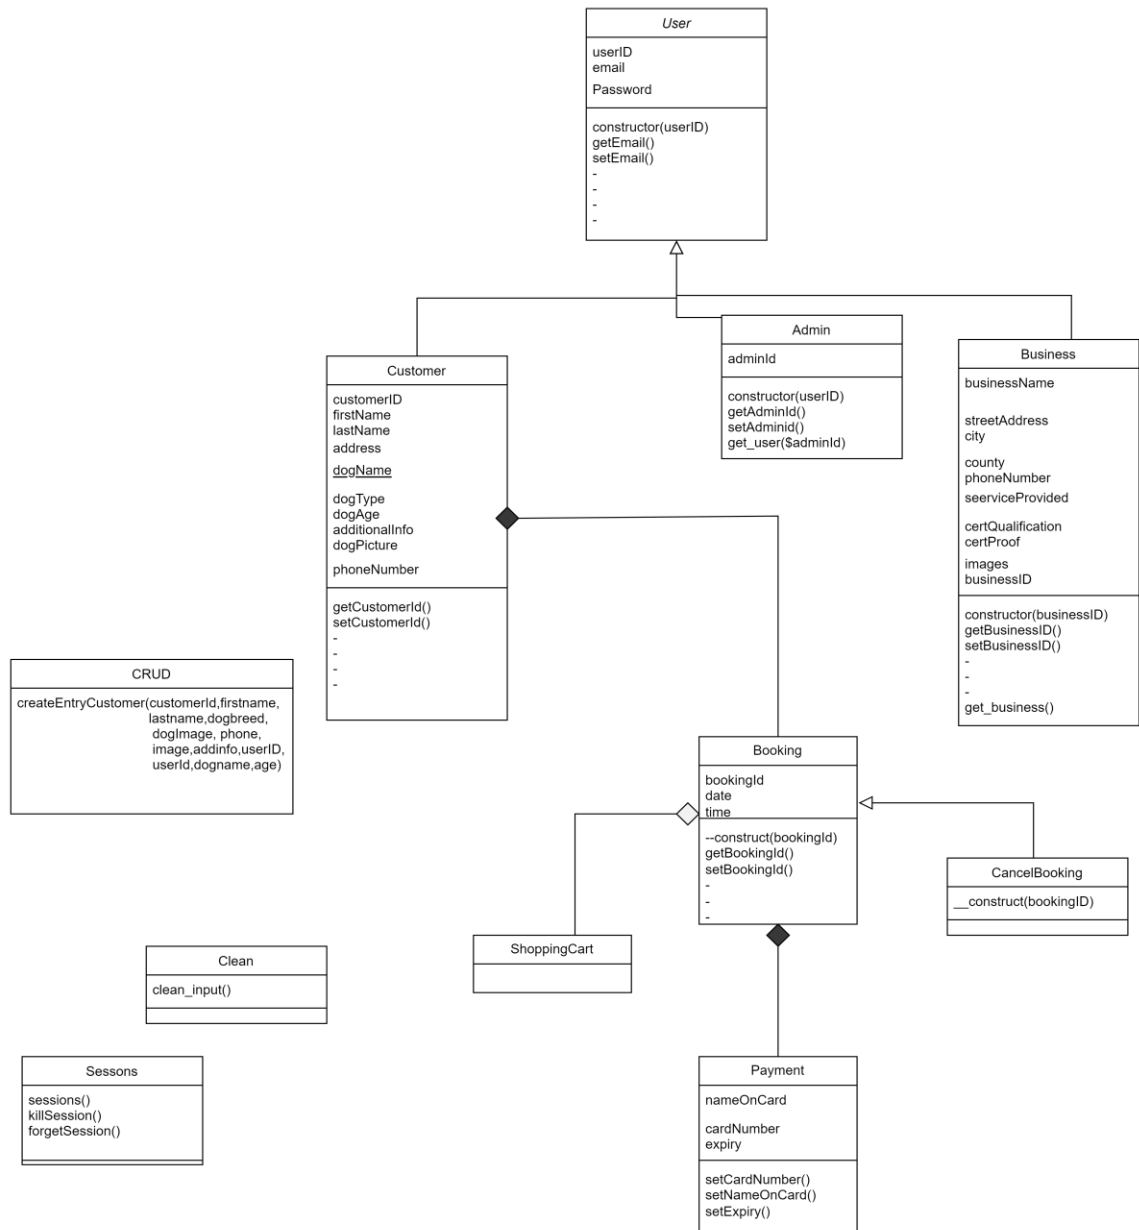 User
userID
email
Password
constructor(userID)
getEmail()
setEmail()
-
-
-
-
Admin
adminId
constructor(userID)
getAdminId()
setAdminid()
get_user($adminId)
Business
businessName
streetAddress
city
county
phoneNumber
seerviceProvided
certQualification
certProof
images
businessID
constructor(businessID)
getBusinessID()
setBusinessID()
-
-
-
get_business()
Customer
customerID
firstName
lastName
address
dogName
dogType
dogAge
additionalInfo
dogPicture
phoneNumber
getCustomerId()
setCustomerId()
-
-
-
-
CRUD
createEntryCustomer(customerId,firstname,
lastname,dogbreed,
dogImage, phone,
image,addinfo,userID,
userId,dogname,age)
Booking
bookingId
date
time
--construct(bookingId)
getBookingId()
setBookingId()
-
-
-
CancelBooking
__construct(bookingID)
ShoppingCart
Clean
clean_input()
Sessons
sessions()
killSession()
forgetSession()
Payment
nameOnCard
cardNumber
expiry
setCardNumber()
setNameOnCard()
setExpiry()